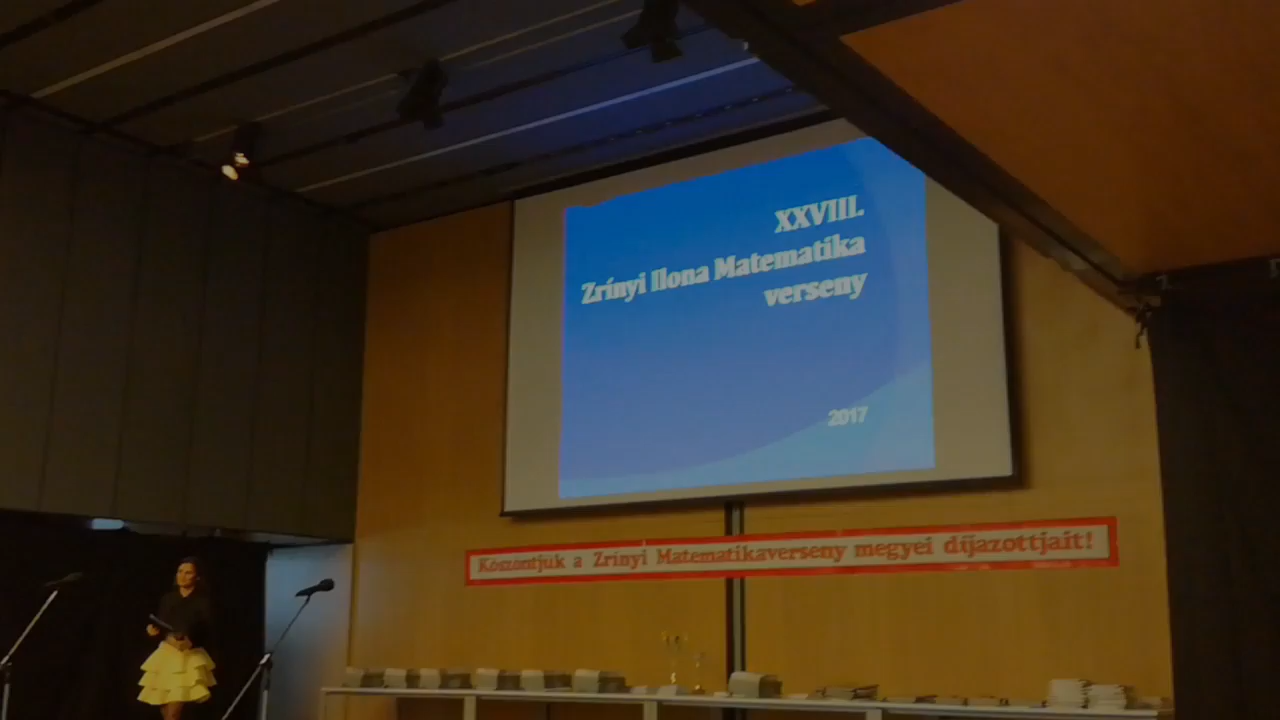 XXVIII.
Zrínyi Ilona Matematika
verseny
2017
Köszöntjük a Zrínyi Matematikaverseny megyei díjazottjait!